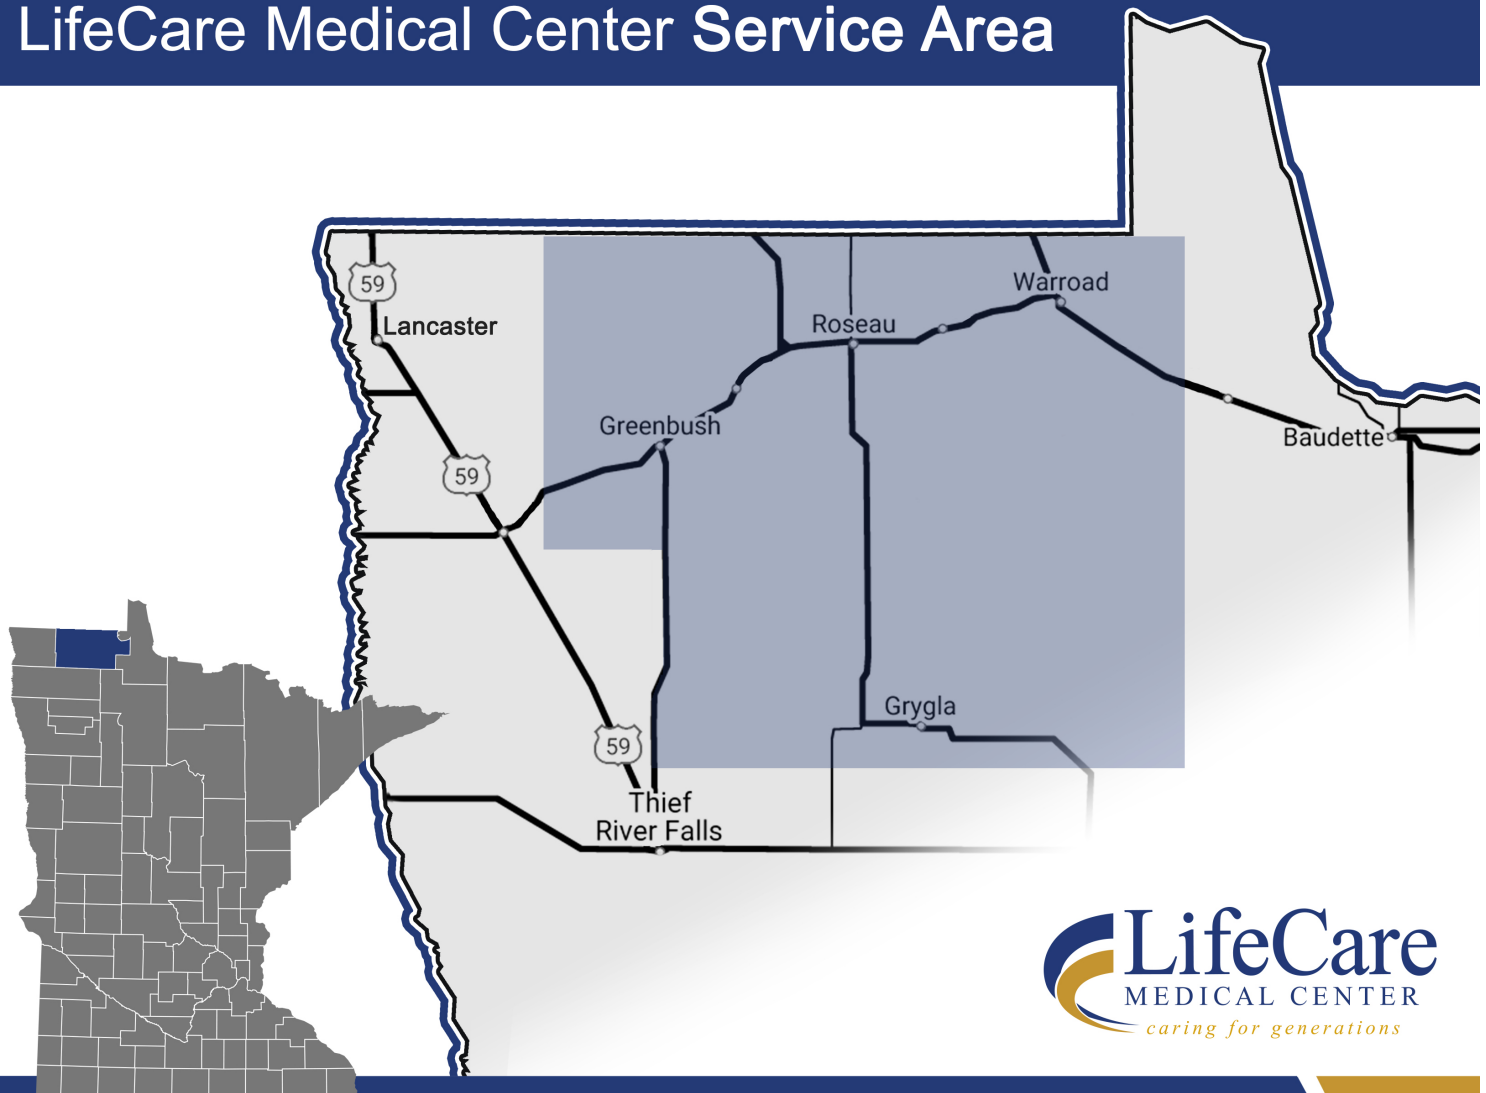 LifeCare Medical Center Service Area
59
Lancaster
Warroad
Roseau
Greenbush
59
Baudette
Grygla
59
Thief
River Falls
LifeCare
MEDICAL CENTER
caring for generations